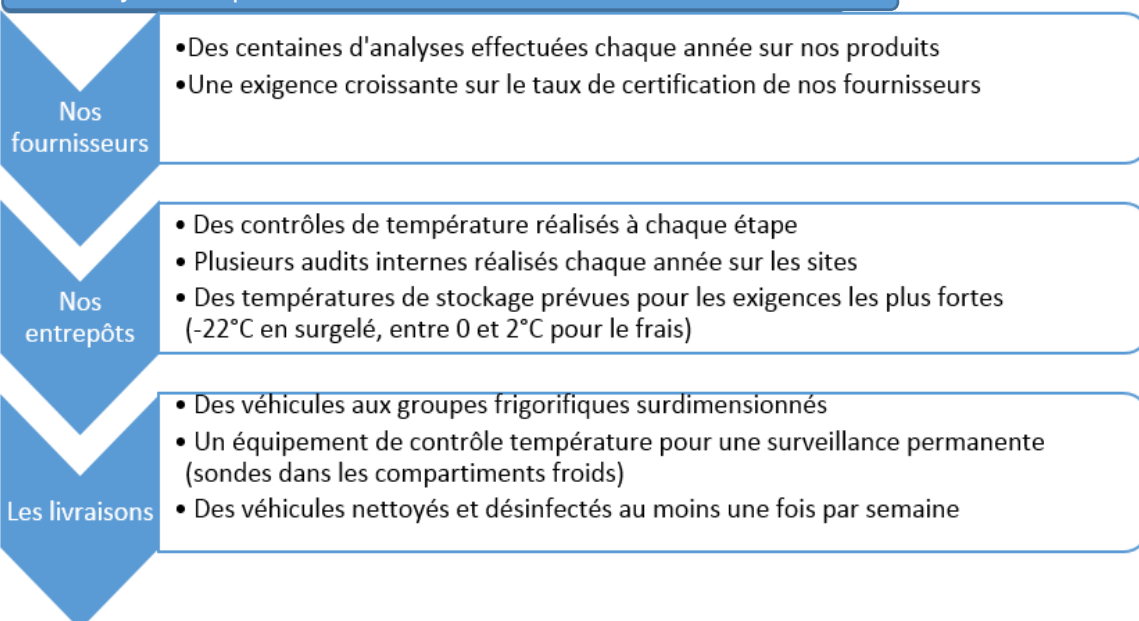 •Des centaines d'analyses effectuées chaque année sur nos produits
•Une exigence croissante sur le taux de certification de nos fournisseurs
Nos
fournisseurs
• Des contrôles de température réalisés à chaque étape
• Plusieurs audits internes réalisés chaque année sur les sites
• Des températures de stockage prévues pour les exigences les plus fortes
(-22°C en surgelé, entre 0 et 2°C pour le frais)
Nos
entrepôts
• Des véhicules aux groupes frigorifiques surdimensionnés
• Un équipement de contrôle température pour une surveillance permanente
(sondes dans les compartiments froids)
• Des véhicules nettoyés et désinfectés au moins une fois par semaine
Les livraisons